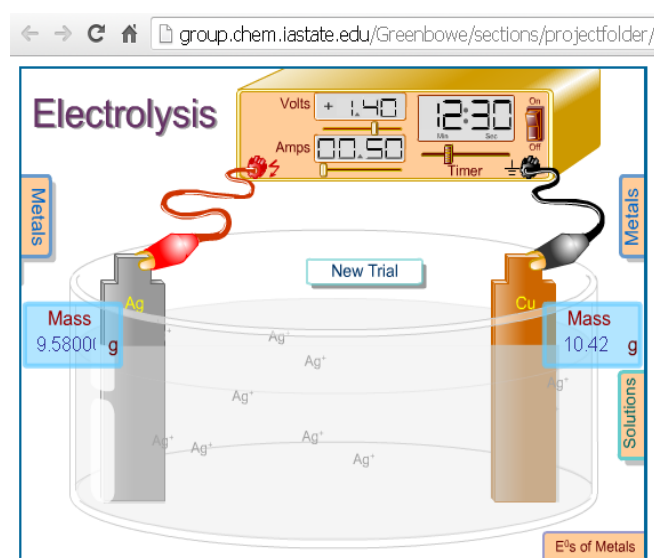 group.chem.iastate.edu/Greenbowe/sections/projectfolder/
Electrolysis
Volts
+ 1.40
12:30
Min Sec
On
Off
Amps
00.50
Timer
Metals
Metals
New Trial
Ag
Cu
Mass
9.5800 g
Mass
10.42 g
Ag⁺
Ag⁺
Ag⁺
Ag⁺
Ag⁺
Ag⁺
Ag⁺
Ag⁺
Solutions
E⁰s of Metals